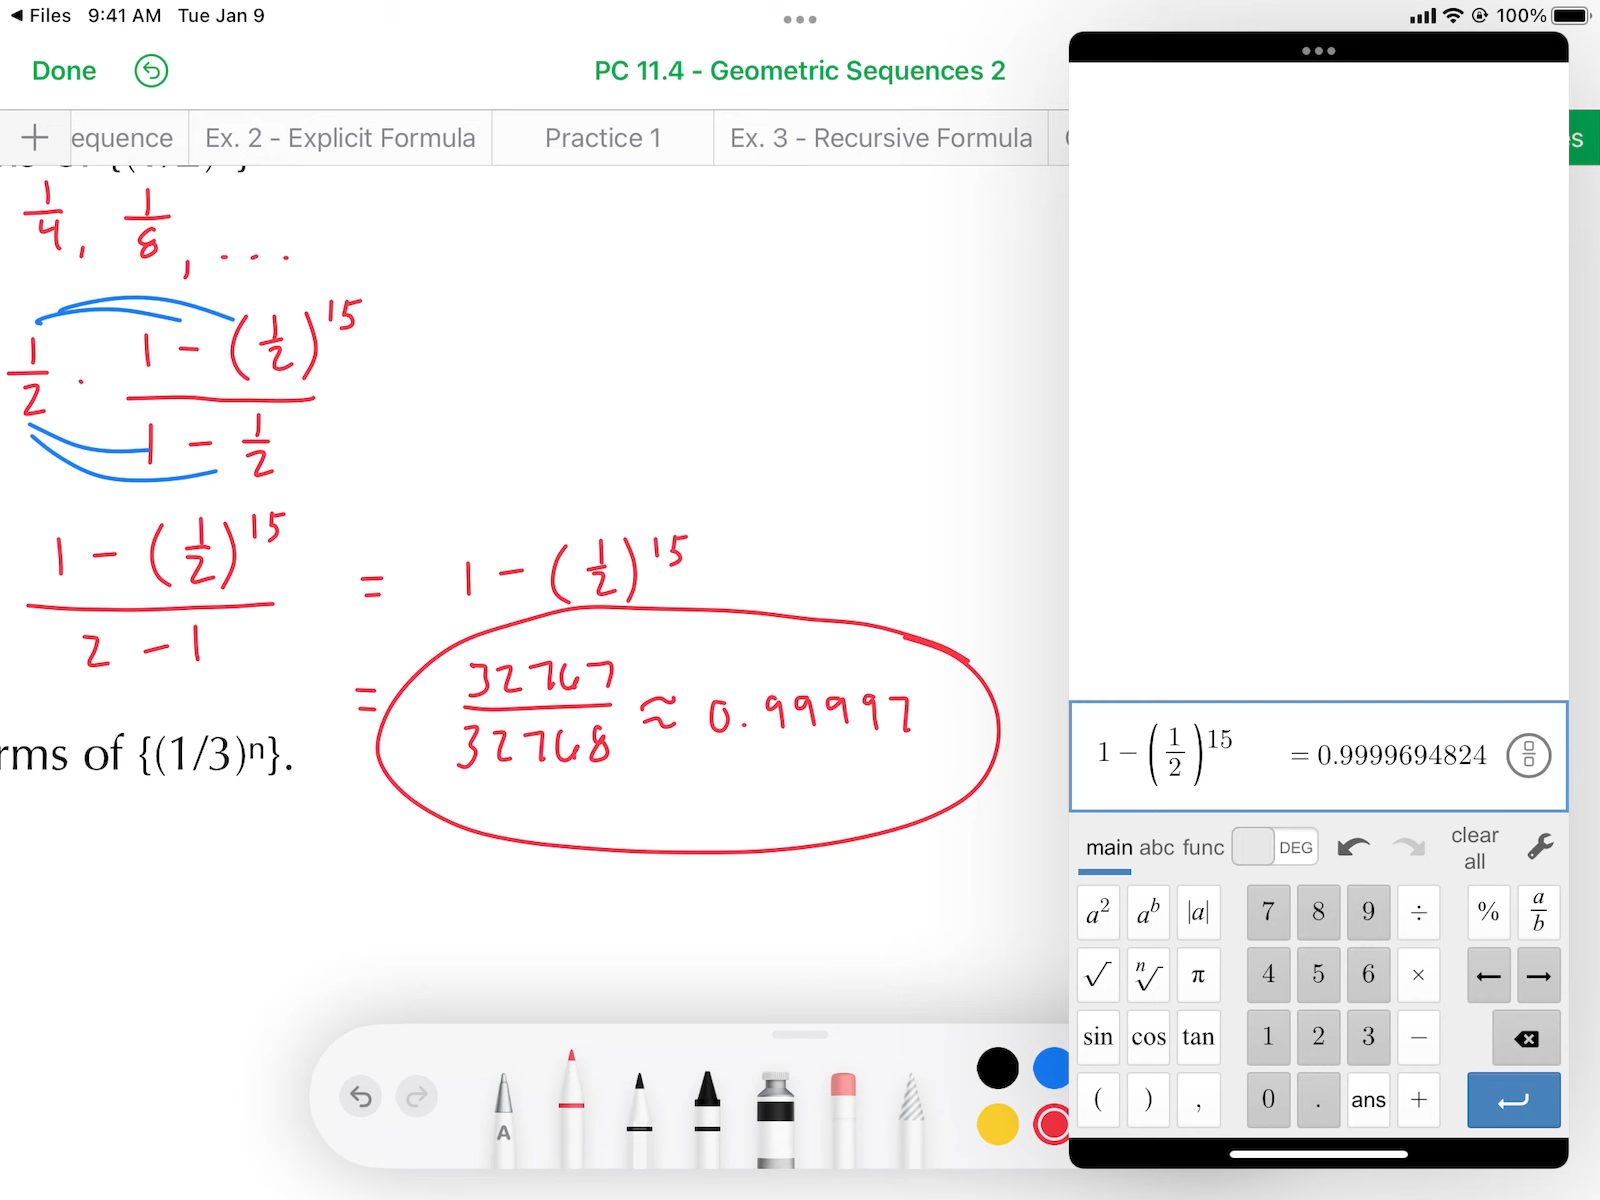 Files 9:41 AM Tue Jan 9
100%
Done
PC 11.4 - Geometric Sequences 2
equence
Ex. 2 - Explicit Formula
Practice 1
Ex. 3 - Recursive Formula
es
1/4, 1/8, ...
1/2 · (1 - (1/2)^15)/(1 - 1/2)
(1 - (1/2)^15)/(2 - 1) = 1 - (1/2)^15
= 32767/32768 ≈ 0.99997
rms of {(1/3)ⁿ}.
1 − (1/2)^15 = 0.9999694824
main abc func DEG clear all
a² aᵇ |a| 7 8 9 ÷ % a/b
√ ⁿ√ π 4 5 6 × ← →
sin cos tan 1 2 3 −
( ) , 0 . ans +
A